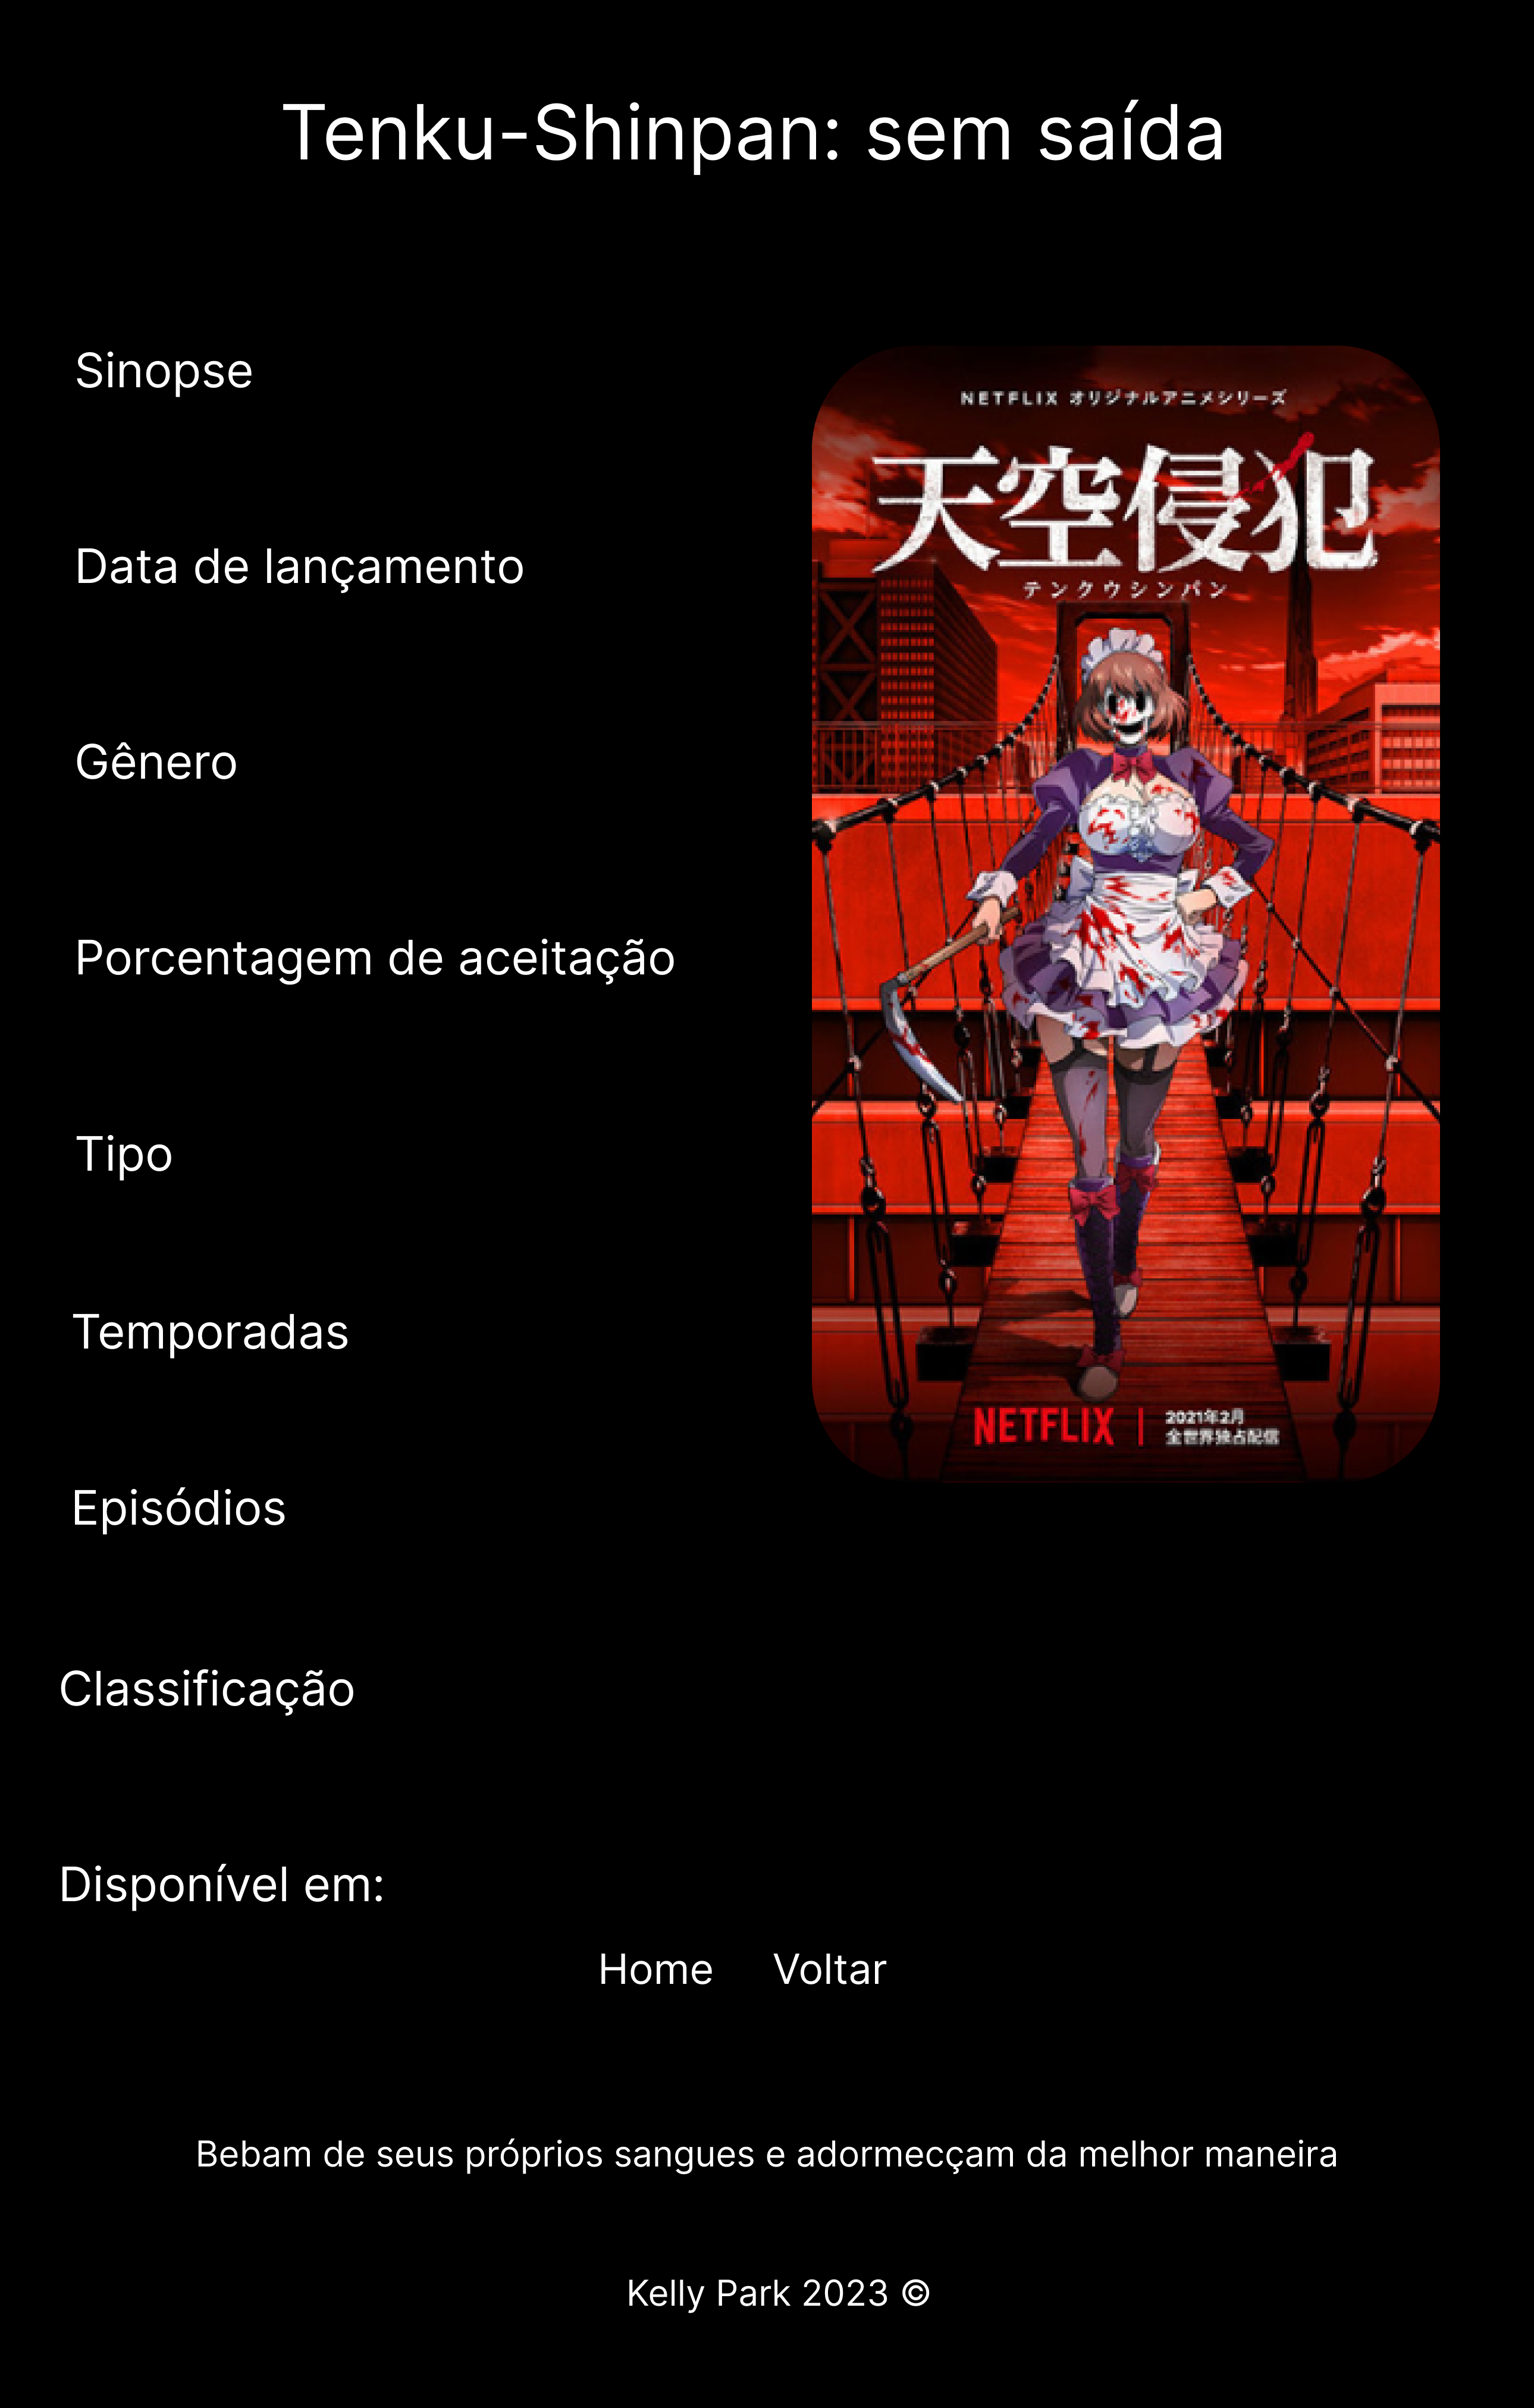 Tenku-Shinpan: sem saída
Sinopse
Data de lançamento
Gênero
Porcentagem de aceitação
Tipo
Temporadas
Episódios
Classificação
Disponível em:
NETFLIX オリジナルアニメシリーズ
天空侵犯
テンクウシンパン
NETFLIX | 2021年2月
全世界独占配信
Home Voltar
Bebam de seus próprios sangues e adormecçam da melhor maneira
Kelly Park 2023 ©